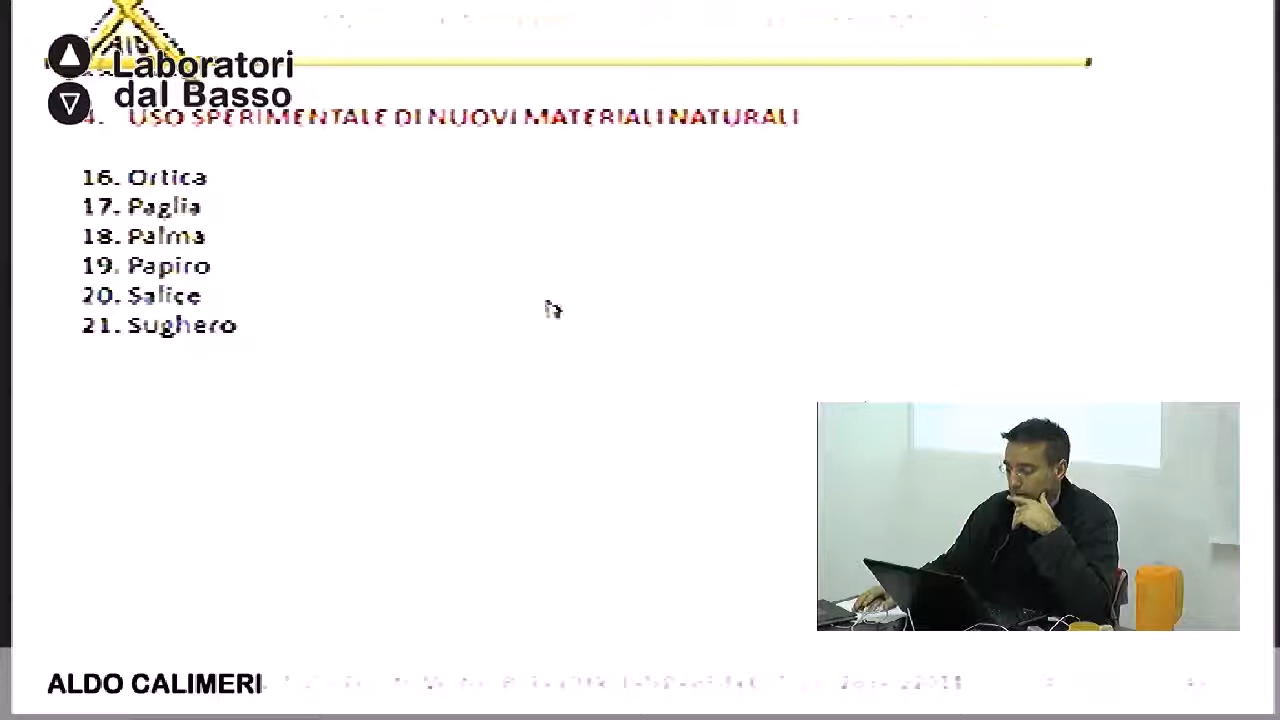 Laboratori
dal Basso
4. USO SPERIMENTALE DI NUOVI MATERIALI NATURALI
16. Ortica
17. Paglia
18. Palma
19. Papiro
20. Salice
21. Sughero
ALDO CALIMERI